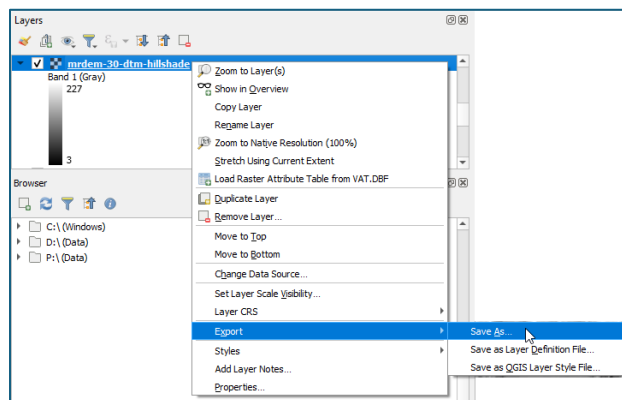 Layers
mrdem-30-dtm-hillshade
Band 1 (Gray)
227
3
Browser
C:\ (Windows)
D:\ (Data)
P:\ (Data)
Zoom to Layer(s)
Show in Overview
Copy Layer
Rename Layer
Zoom to Native Resolution (100%)
Stretch Using Current Extent
Load Raster Attribute Table from VAT.DBF
Duplicate Layer
Remove Layer...
Move to Top
Move to Bottom
Change Data Source...
Set Layer Scale Visibility...
Layer CRS
Export
Styles
Add Layer Notes...
Properties...
Save As...
Save as Layer Definition File...
Save as QGIS Layer Style File...